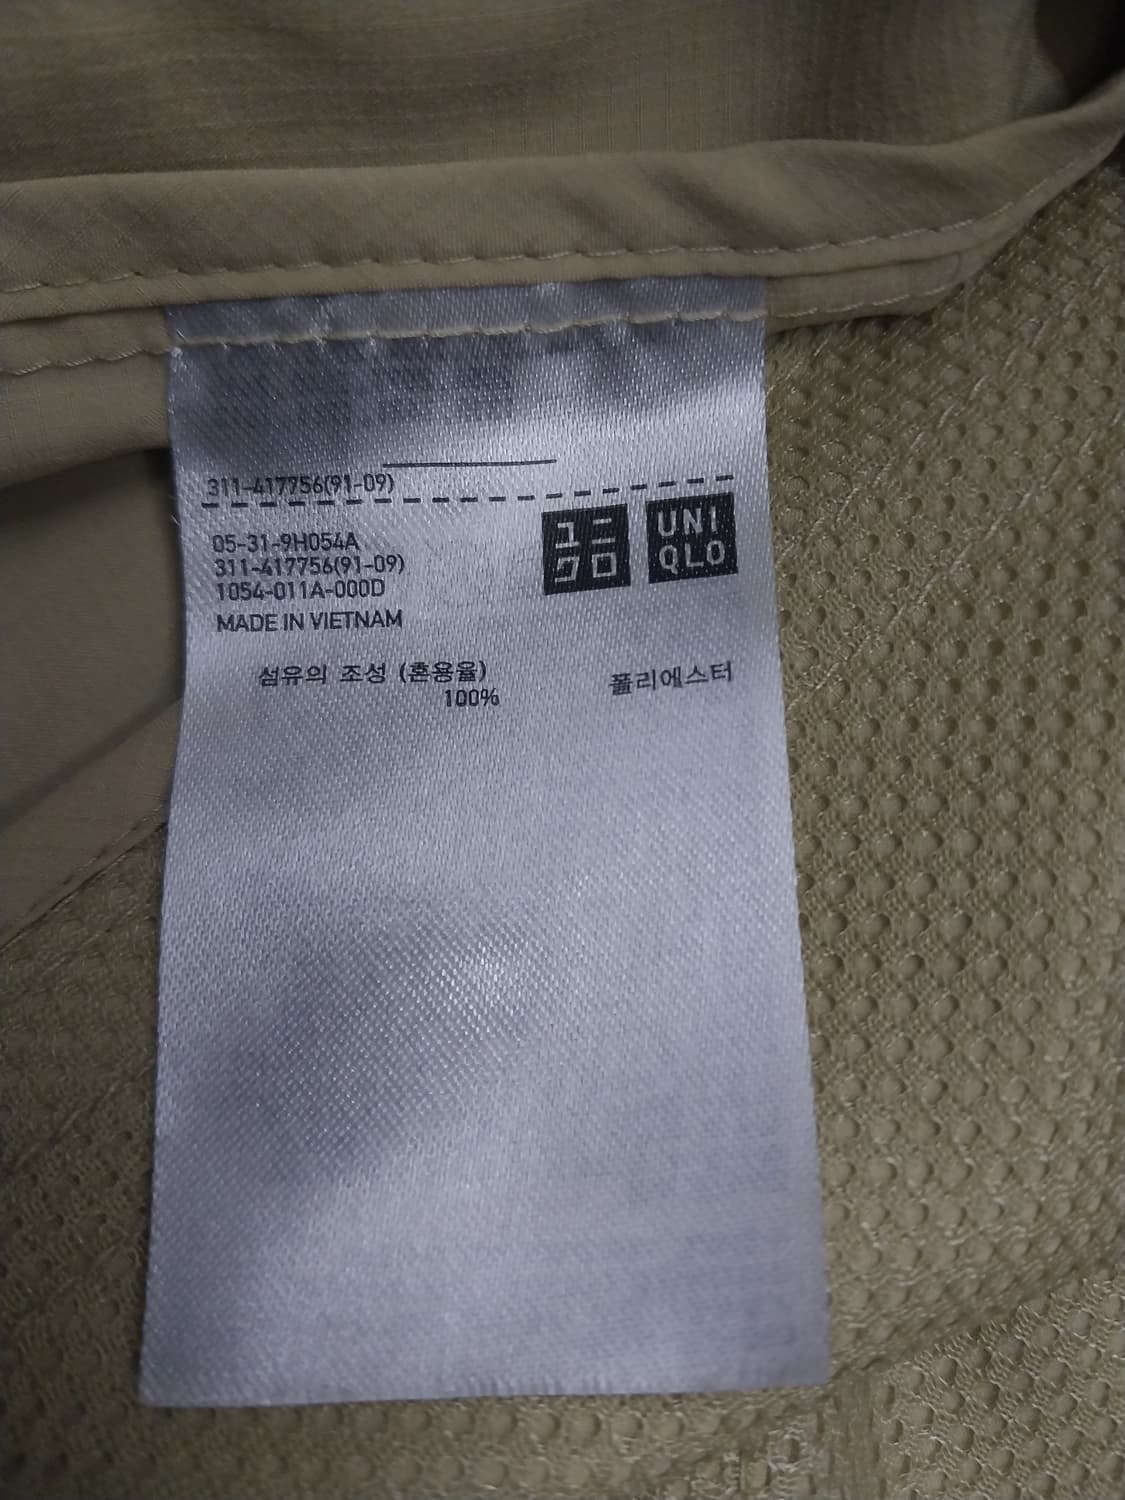 311-417756(91-09)
ユニ
クロ
UNI
QLO
05-31-9H054A
311-417756(91-09)
1054-011A-000D
MADE IN VIETNAM
섬유의 조성 (혼용율)
폴리에스터
100%